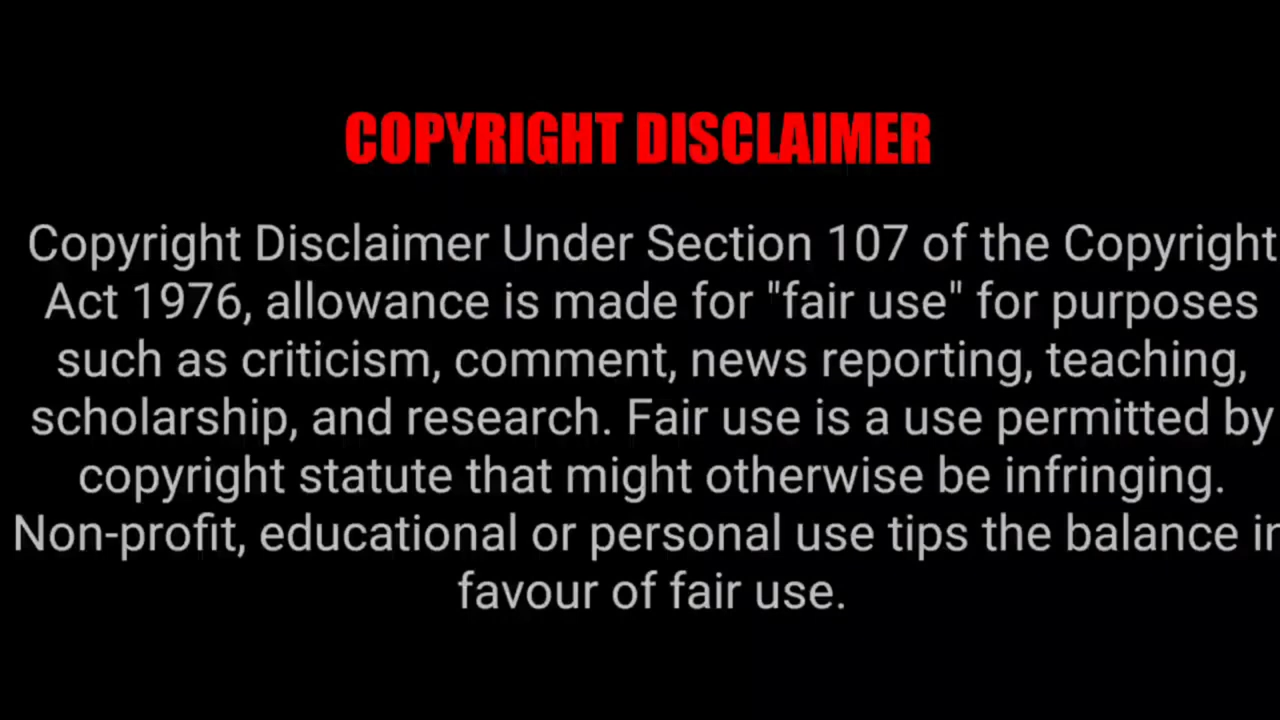 COPYRIGHT DISCLAIMER
Copyright Disclaimer Under Section 107 of the Copyright
Act 1976, allowance is made for "fair use" for purposes
such as criticism, comment, news reporting, teaching,
scholarship, and research. Fair use is a use permitted by
copyright statute that might otherwise be infringing.
Non-profit, educational or personal use tips the balance in
favour of fair use.